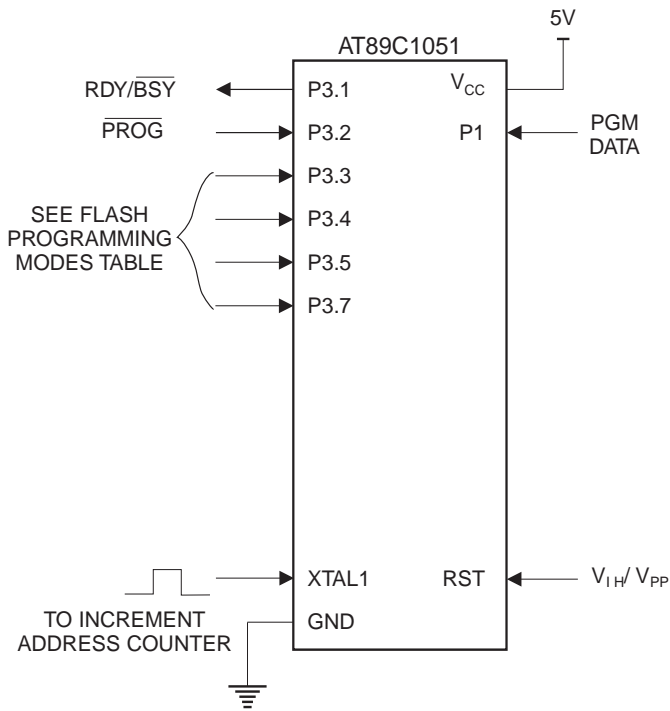 5V
AT89C1051
RDY/BSY
P3.1
VCC
PROG
P3.2
P1
PGM
DATA
P3.3
SEE FLASH
PROGRAMMING
MODES TABLE
P3.4
P3.5
P3.7
XTAL1
RST
VI H/ VPP
TO INCREMENT
ADDRESS COUNTER
GND